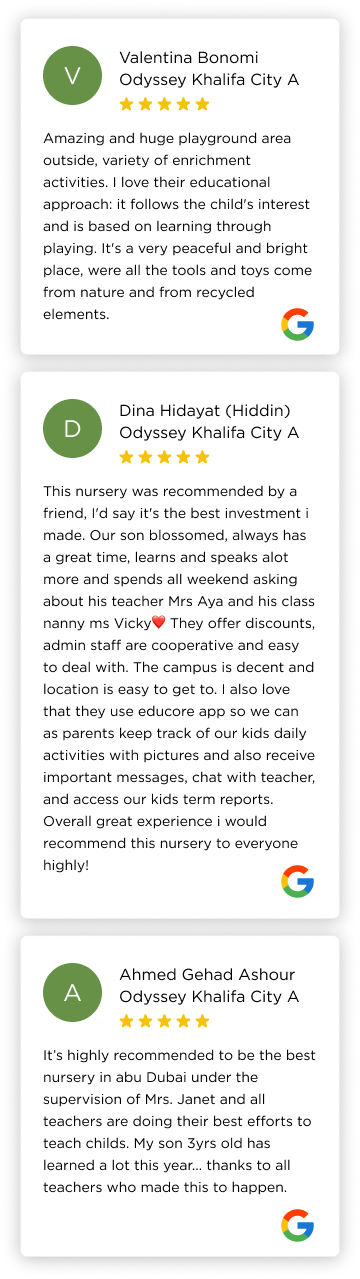 V
Valentina Bonomi
Odyssey Khalifa City A
Amazing and huge playground area
outside, variety of enrichment
activities. I love their educational
approach: it follows the child's interest
and is based on learning through
playing. It's a very peaceful and bright
place, were all the tools and toys come
from nature and from recycled
elements.
D
Dina Hidayat (Hiddin)
Odyssey Khalifa City A
This nursery was recommended by a
friend, I'd say it's the best investment i
made. Our son blossomed, always has
a great time, learns and speaks alot
more and spends all weekend asking
about his teacher Mrs Aya and his class
nanny ms Vicky❤️ They offer discounts,
admin staff are cooperative and easy
to deal with. The campus is decent and
location is easy to get to. I also love
that they use educore app so we can
as parents keep track of our kids daily
activities with pictures and also receive
important messages, chat with teacher,
and access our kids term reports.
Overall great experience i would
recommend this nursery to everyone
highly!
A
Ahmed Gehad Ashour
Odyssey Khalifa City A
It’s highly recommended to be the best
nursery in abu Dubai under the
supervision of Mrs. Janet and all
teachers are doing their best efforts to
teach childs. My son 3yrs old has
learned a lot this year... thanks to all
teachers who made this to happen.